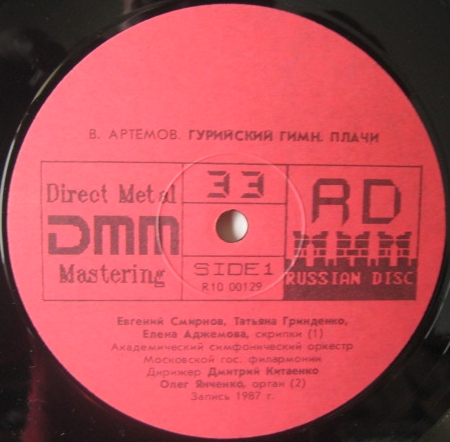 В. АРТЕМОВ. ГУРИЙСКИЙ ГИМН. ПЛАЧИ
Direct Metal
DMM
Mastering
33
SIDE 1
R10 00129
RD
RUSSIAN DISC
Евгений Смирнов, Татьяна Гринденко,
Елена Аджемова, скрипки (1)
Академический симфонический оркестр
Московской гос. филармонии
Дирижер Дмитрий Китаенко
Олег Янченко, орган (2)
Запись 1987 г.